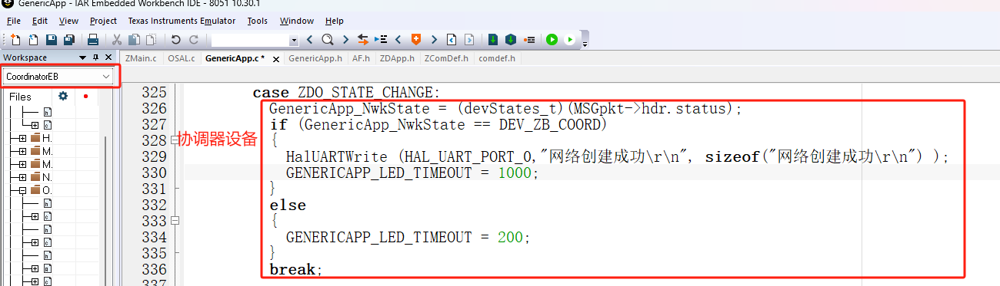 GenericApp - IAR Embedded Workbench IDE - 8051 10.30.1
File Edit View Project Texas Instruments Emulator Tools Window Help
Workspace
ZMain.c OSAL.c GenericApp.c * GenericApp.h AF.h ZDApp.h ZComDef.h comdef.h
CoordinatorEB
Files
H.
M.
M.
N.
O.
325 case ZDO_STATE_CHANGE:
326 GenericApp_NwkState = (devStates_t)(MSGpkt->hdr.status);
327 if (GenericApp_NwkState == DEV_ZB_COORD)
协调器设备
328 {
329 HalUARTWrite (HAL_UART_PORT_0,"网络创建成功\r\n", sizeof("网络创建成功\r\n") );
330 GENERICAPP_LED_TIMEOUT = 1000;
331 }
332 else
333 {
334 GENERICAPP_LED_TIMEOUT = 200;
335 }
336 break;
337